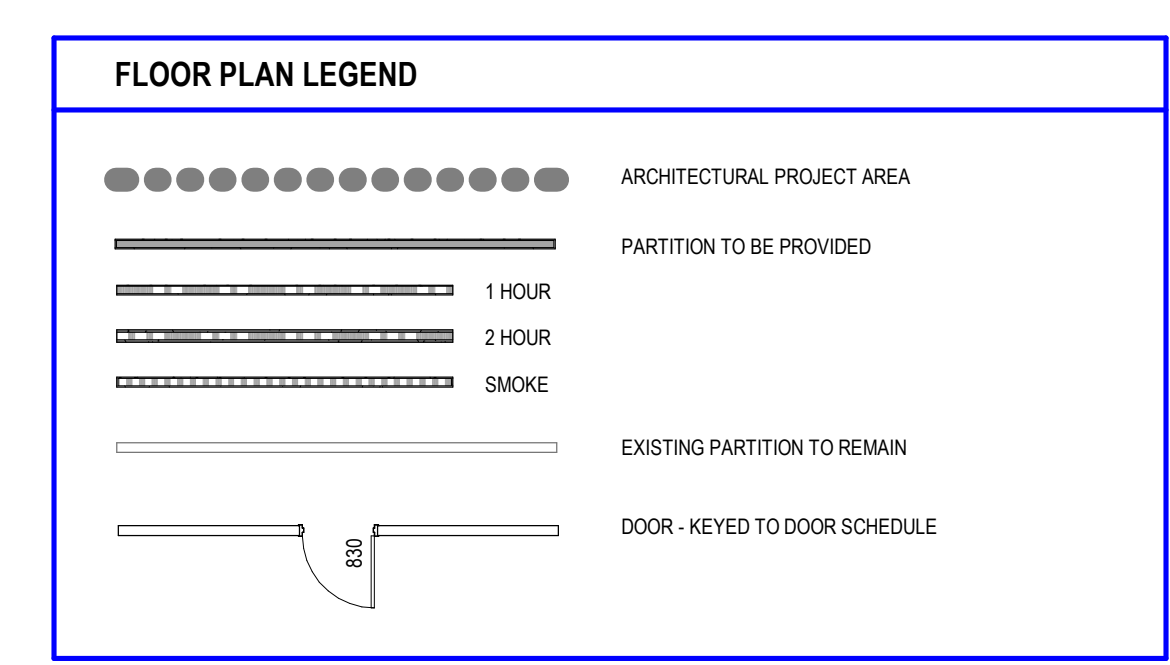 FLOOR PLAN LEGEND
ARCHITECTURAL PROJECT AREA
PARTITION TO BE PROVIDED
1 HOUR
2 HOUR
SMOKE
EXISTING PARTITION TO REMAIN
DOOR - KEYED TO DOOR SCHEDULE
830